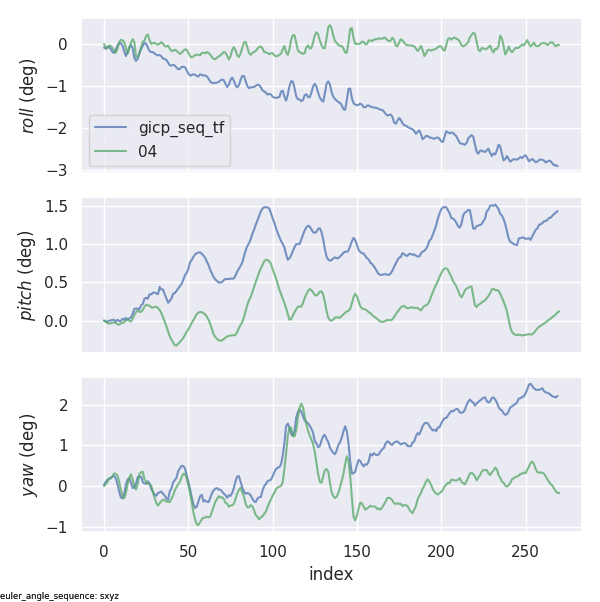 roll (deg)
0
−1
−2
−3
gicp_seq_tf
04
pitch (deg)
1.5
1.0
0.5
0.0
yaw (deg)
2
1
0
−1
0 50 100 150 200 250
index
euler_angle_sequence: sxyz